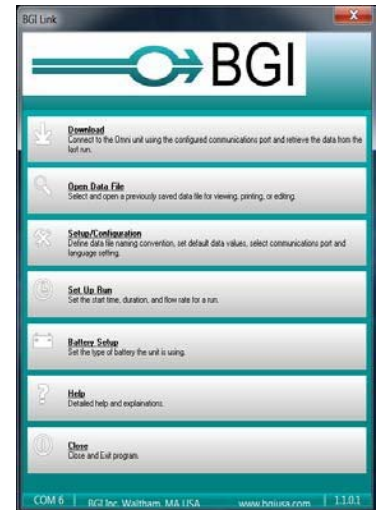 BGI Link
BGI
Download
Connect to the Omni unit using the configured communications port and retrieve the data from the
last run.
Open Data File
Select and open a previously saved data file for viewing, printing, or editing.
Setup/Configuration
Define data file naming convention, set default data values, select communications port and
language setting.
Set Up Run
Set the start time, duration, and flow rate for a run.
Battery Setup
Set the type of battery the unit is using.
Help
Detailed help and explainations.
Close
Close and Exit program.
COM 6 | BGI Inc. Waltham, MA USA www.bgiusa.com | 1.1.0.1